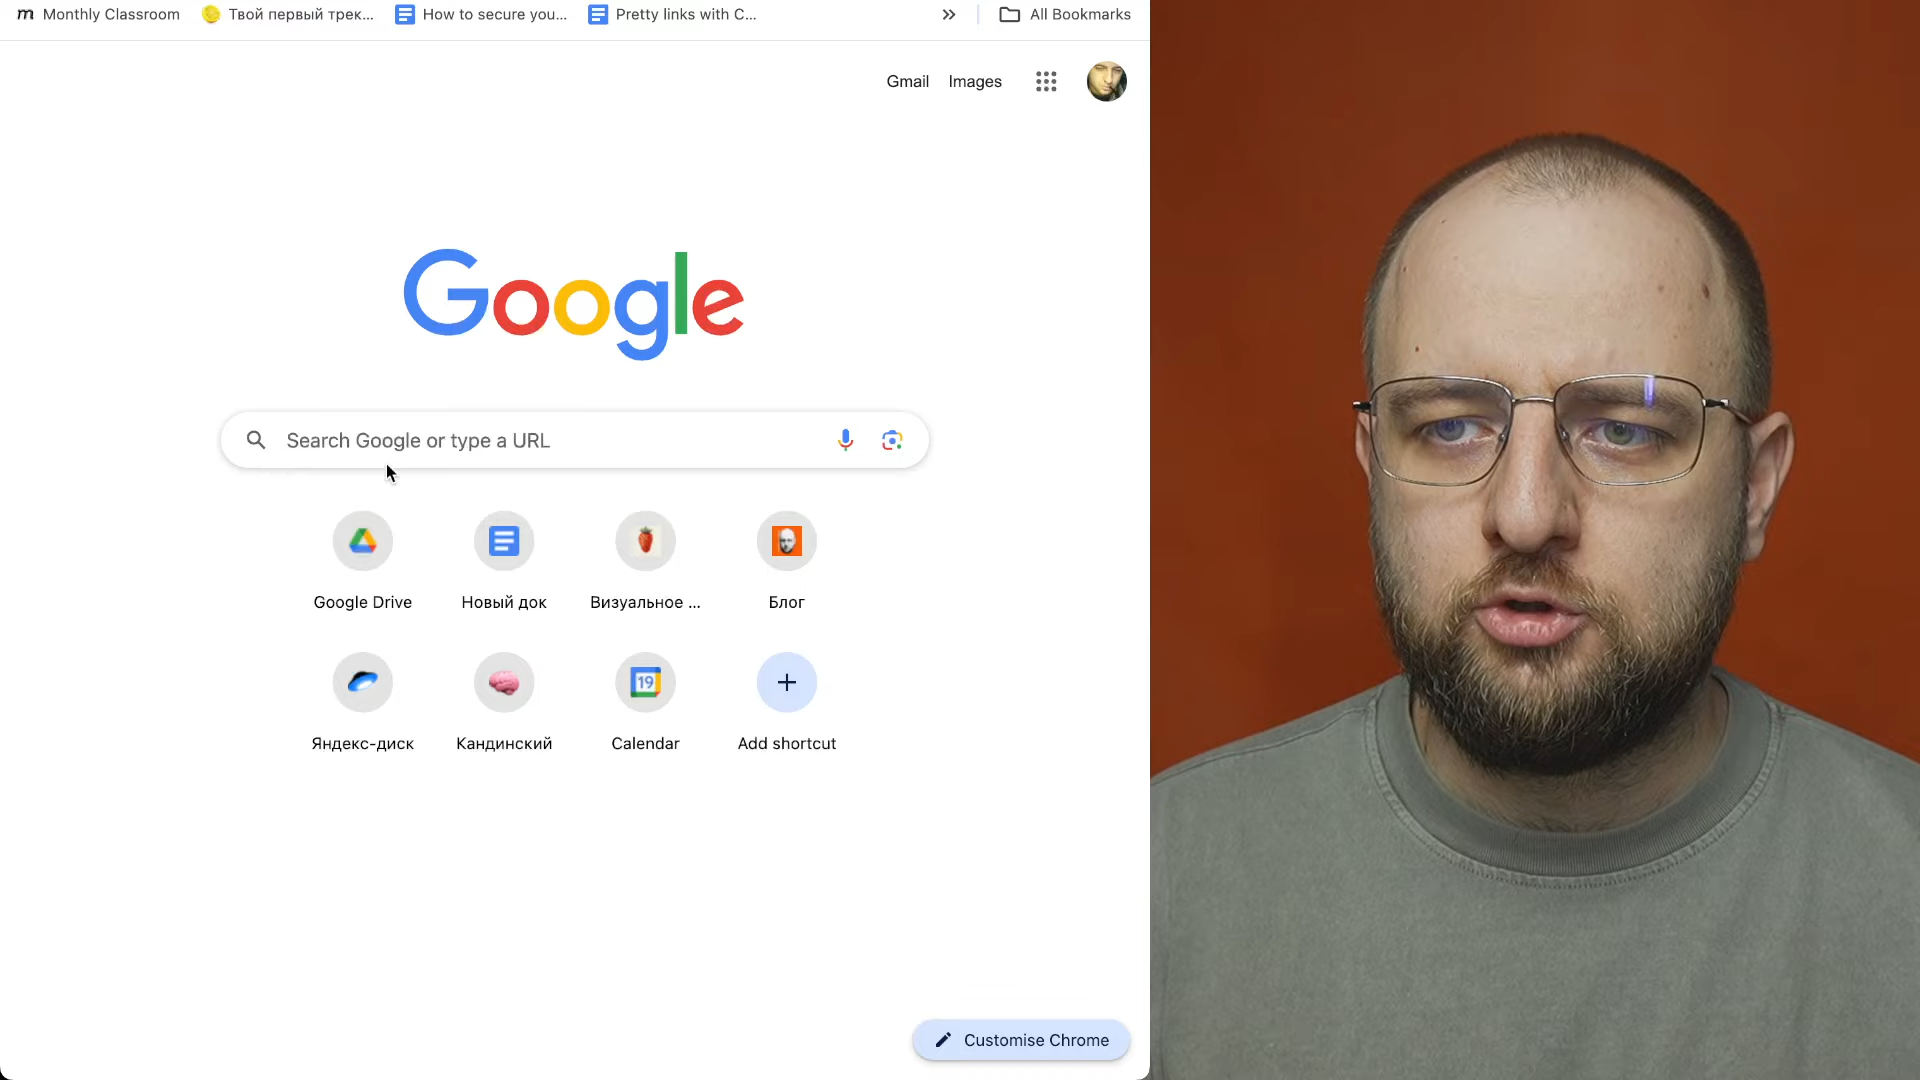 m Monthly Classroom Твой первый трек... How to secure you... Pretty links with C... » All Bookmarks
Gmail Images
Google
Search Google or type a URL
Google Drive Новый док Визуальное ... Блог
19
Яндекс-диск Кандинский Calendar Add shortcut
Customise Chrome